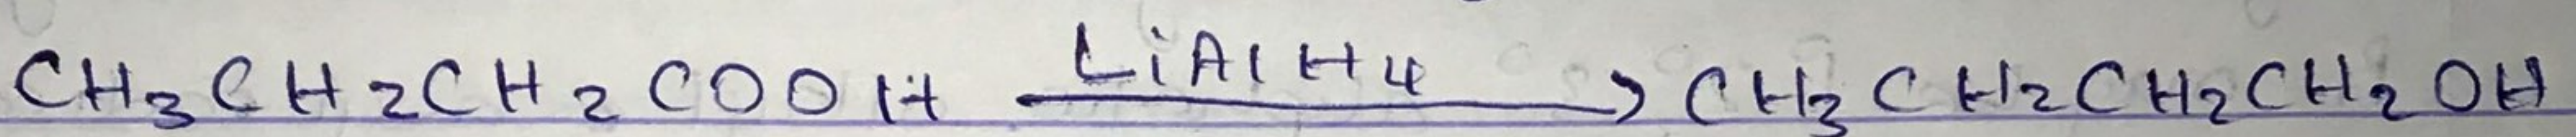 CH₃CH₂CH₂COOH —LiAlH₄→ CH₃CH₂CH₂CH₂OH